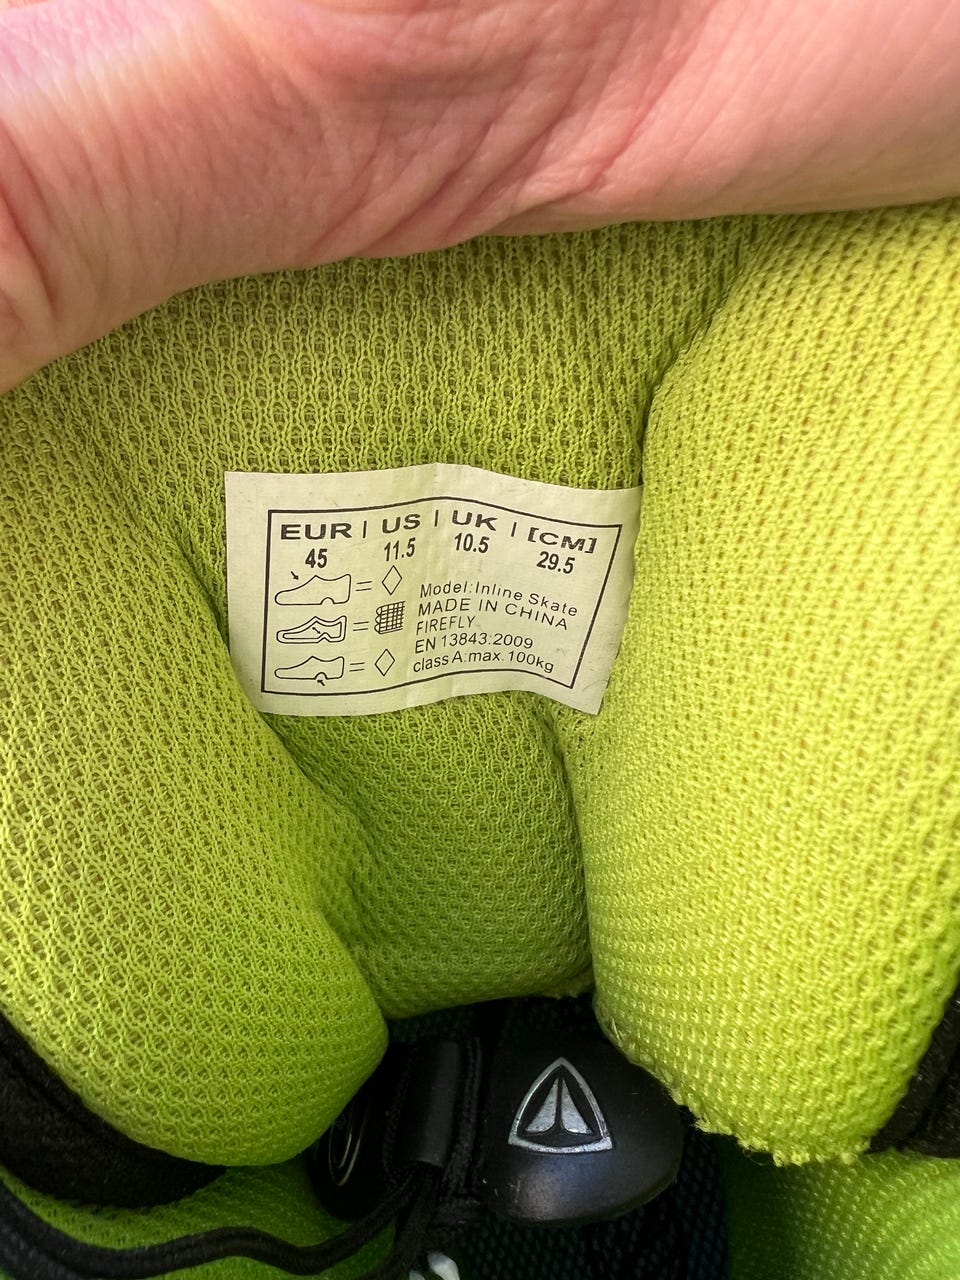 EUR | US | UK | [CM]
45 11.5 10.5 29.5
Model:Inline Skate
MADE IN CHINA
FIREFLY
EN 13843:2009
class A:max. 100kg